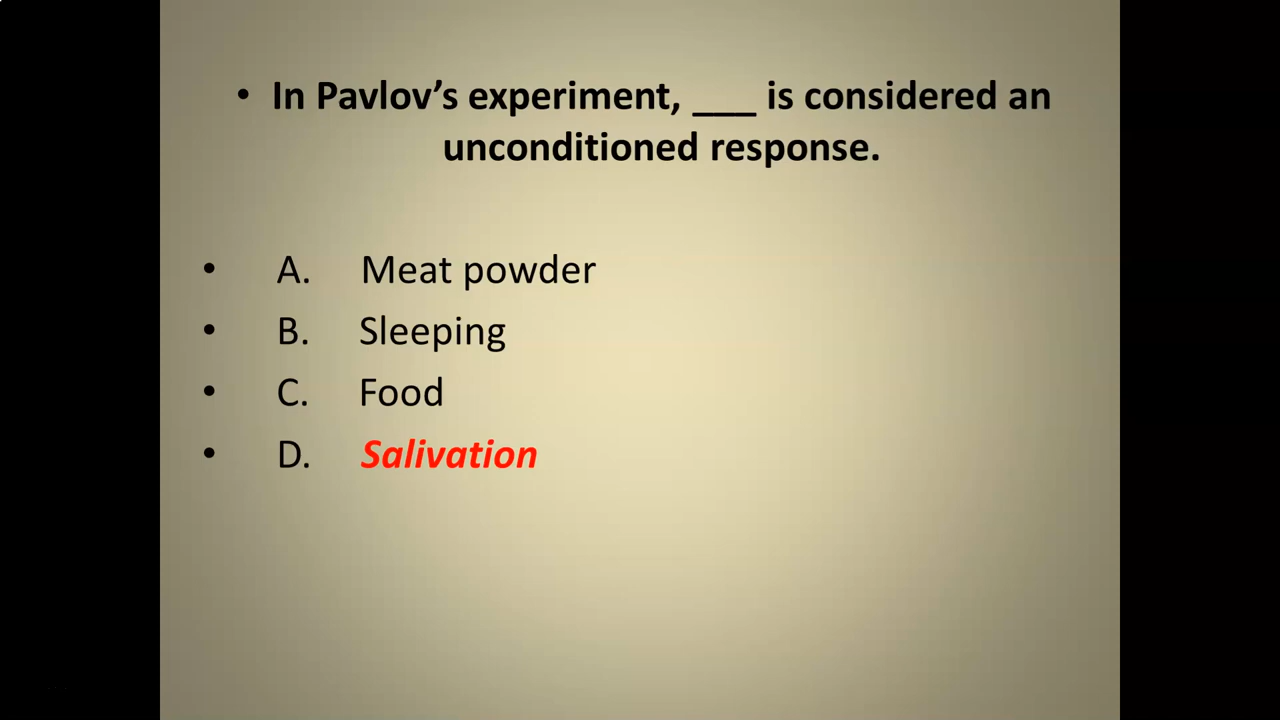 • In Pavlov’s experiment, ___ is considered an
unconditioned response.
• A. Meat powder
• B. Sleeping
• C. Food
• D. Salivation